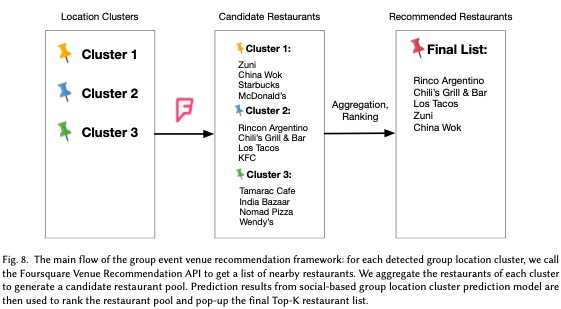 Location Clusters
Candidate Restaurants
Recommended Restaurants
Cluster 1
Cluster 2
Cluster 3
Cluster 1:
Zuni
China Wok
Starbucks
McDonald's
Cluster 2:
Rincon Argentino
Chili's Grill & Bar
Los Tacos
KFC
Cluster 3:
Tamarac Cafe
India Bazaar
Nomad Pizza
Wendy's
Aggregation,
Ranking
Final List:
Rinco Argentino
Chili's Grill & Bar
Los Tacos
Zuni
China Wok
Fig. 8. The main flow of the group event venue recommendation framework: for each detected group location cluster, we call
the Foursquare Venue Recommendation API to get a list of nearby restaurants. We aggregate the restaurants of each cluster
to generate a candidate restaurant pool. Prediction results from social-based group location cluster prediction model are
then used to rank the restaurant pool and pop-up the final Top-K restaurant list.